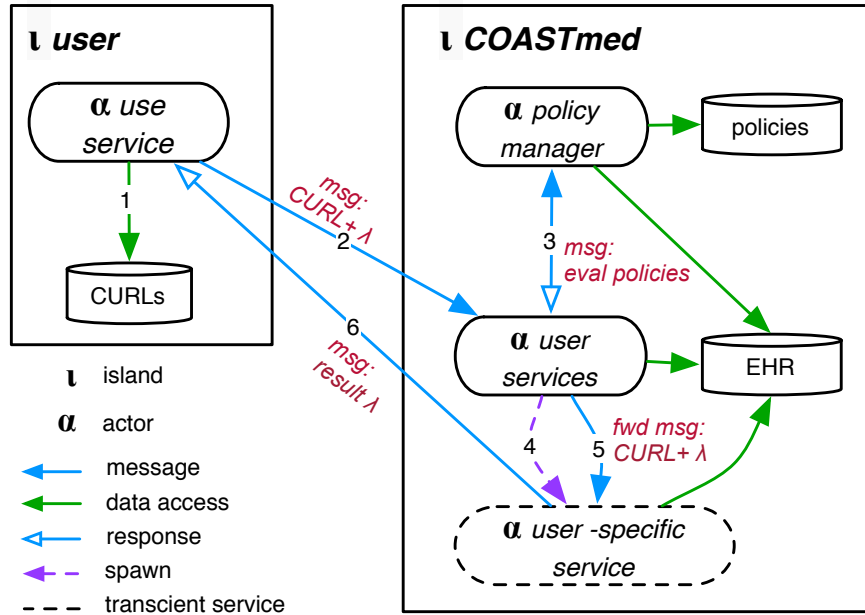 ι user
α use
service
1
CURLs
msg:
CURL+ λ
2
6
msg:
result λ
ι COASTmed
α policy
manager
policies
3
msg:
eval policies
α user
services
EHR
4
5
fwd msg:
CURL+ λ
α user -specific
service
ι island
α actor
message
data access
response
spawn
transcient service